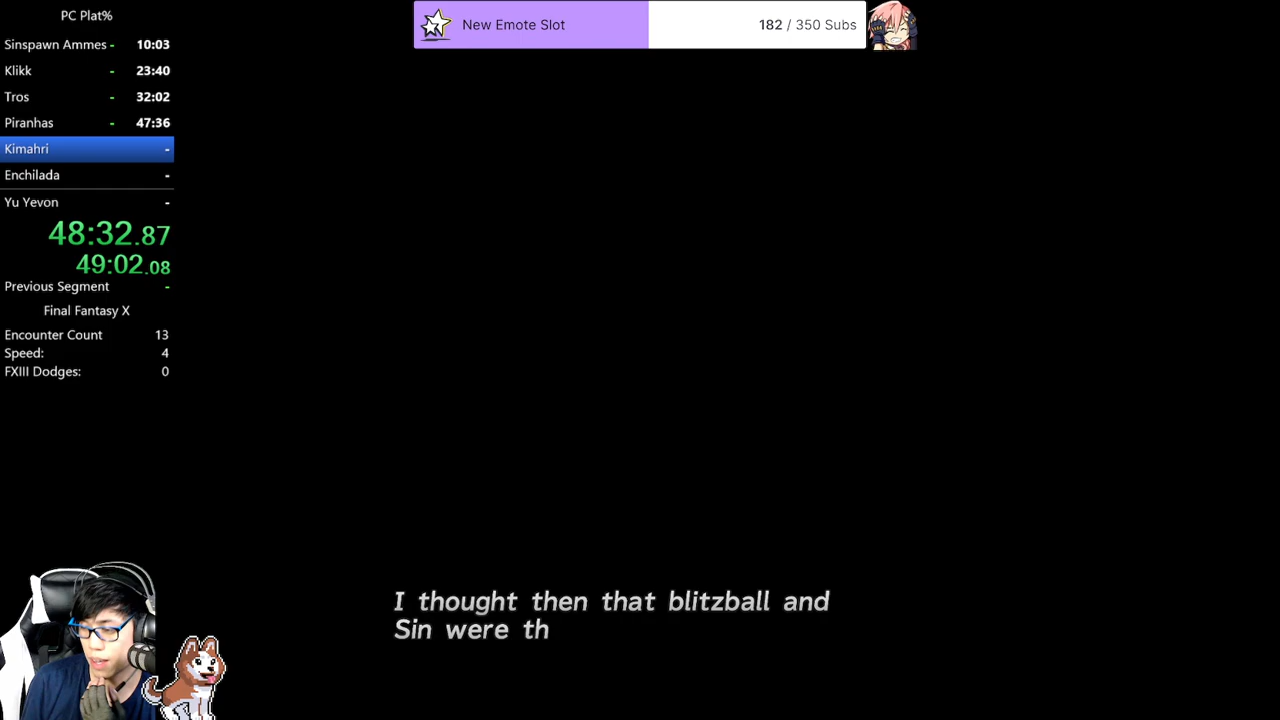 PC Plat%
New Emote Slot 182 / 350 Subs
Sinspawn Ammes - 10:03
Klikk - 23:40
Tros - 32:02
Piranhas - 47:36
Kimahri -
Enchilada -
Yu Yevon -
48:32.87
49:02.08
Previous Segment -
Final Fantasy X
Encounter Count 13
Speed: 4
FXIII Dodges: 0
I thought then that blitzball and
Sin were th